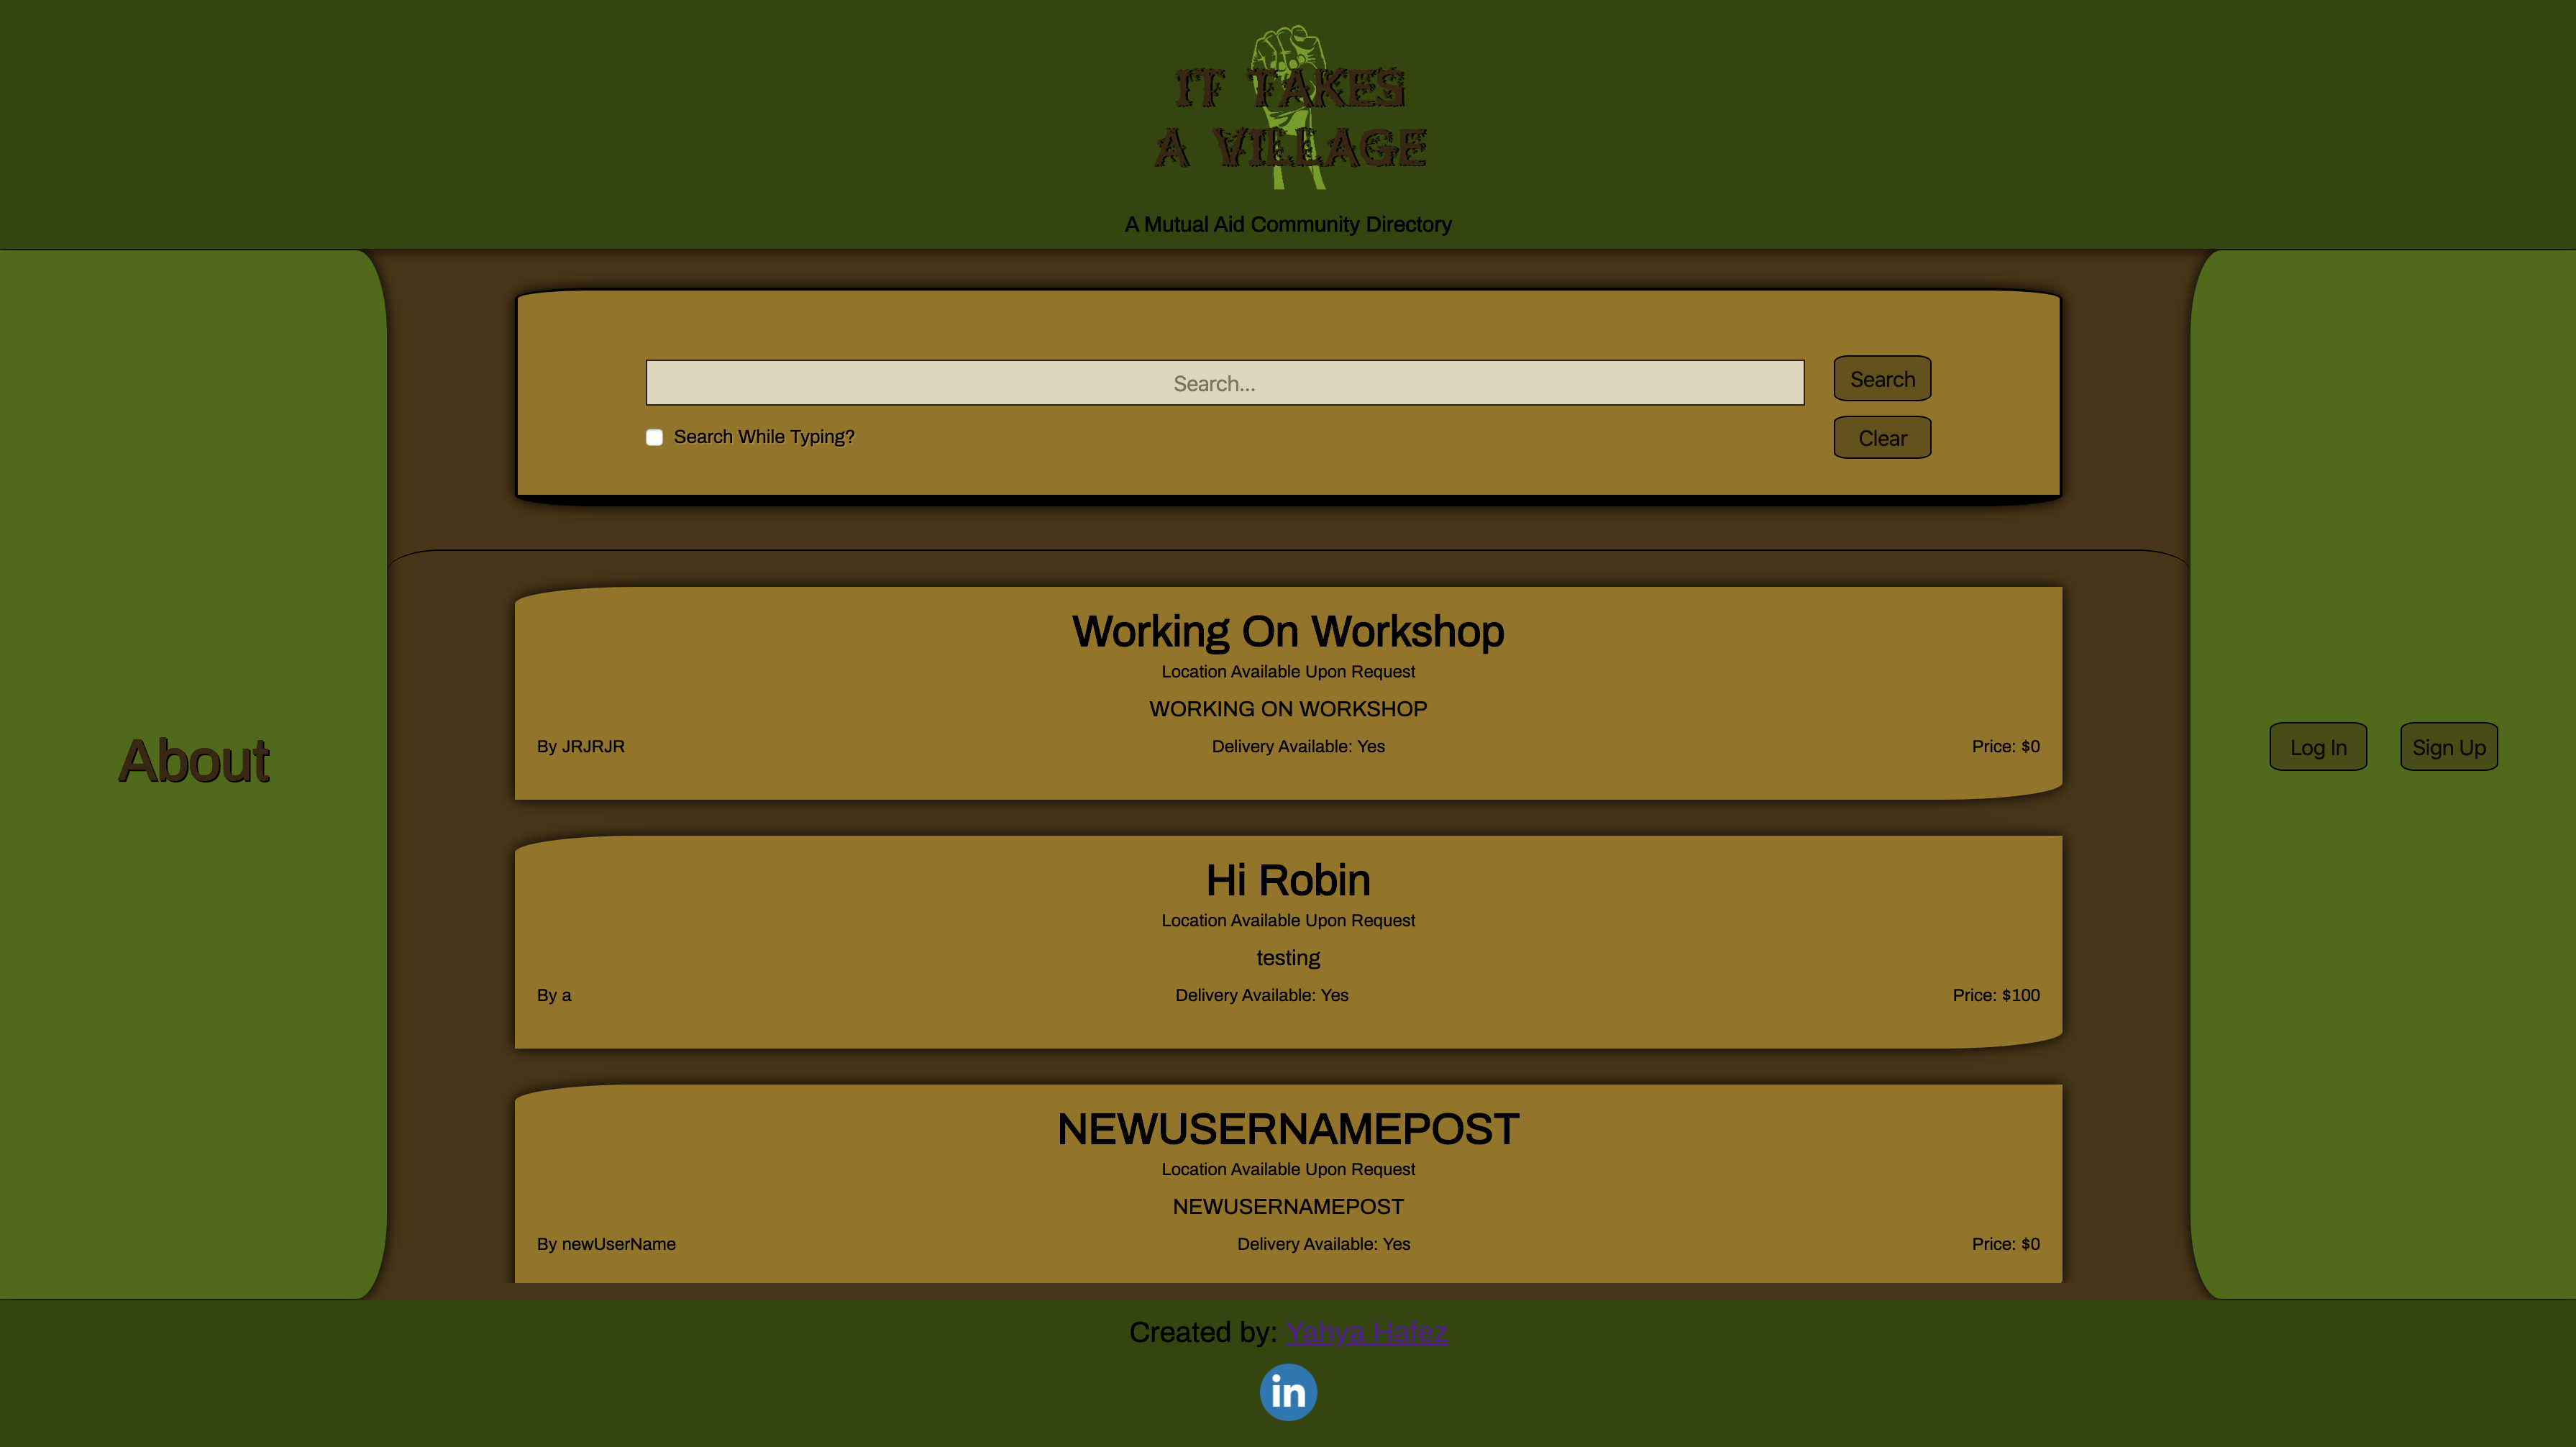 IT TAKES
A VILLAGE
A Mutual Aid Community Directory
Search...
Search
Search While Typing?
Clear
Working On Workshop
Location Available Upon Request
WORKING ON WORKSHOP
By JRJRJR
Delivery Available: Yes
Price: $0
About
Log In
Sign Up
Hi Robin
Location Available Upon Request
testing
By a
Delivery Available: Yes
Price: $100
NEWUSERNAMEPOST
Location Available Upon Request
NEWUSERNAMEPOST
By newUserName
Delivery Available: Yes
Price: $0
Created by: Yahya Hafez
in